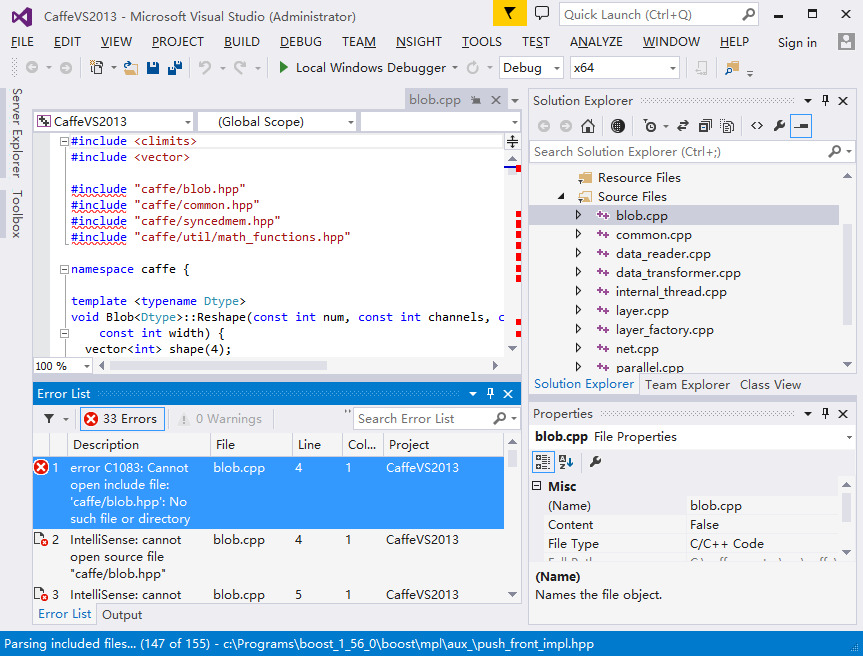 CaffeVS2013 - Microsoft Visual Studio (Administrator)
Quick Launch (Ctrl+Q)
FILE EDIT VIEW PROJECT BUILD DEBUG TEAM NSIGHT TOOLS TEST ANALYZE WINDOW HELP Sign in
Local Windows Debugger Debug x64
Server Explorer
Toolbox
blob.cpp
CaffeVS2013 (Global Scope)
#include <climits>
#include <vector>
#include "caffe/blob.hpp"
#include "caffe/common.hpp"
#include "caffe/syncedmem.hpp"
#include "caffe/util/math_functions.hpp"
namespace caffe {
template <typename Dtype>
void Blob<Dtype>::Reshape(const int num, const int channels, c
const int width) {
vector<int> shape(4);
100 %
Error List
33 Errors 0 Warnings Search Error List
Description File Line Col... Project
1 error C1083: Cannot blob.cpp 4 1 CaffeVS2013
open include file:
'caffe/blob.hpp': No
such file or directory
2 IntelliSense: cannot blob.cpp 4 1 CaffeVS2013
open source file
"caffe/blob.hpp"
3 IntelliSense: cannot blob.cpp 5 1 CaffeVS2013
Error List Output
Solution Explorer
Search Solution Explorer (Ctrl+;)
Resource Files
Source Files
blob.cpp
common.cpp
data_reader.cpp
data_transformer.cpp
internal_thread.cpp
layer.cpp
layer_factory.cpp
net.cpp
parallel.cpp
Solution Explorer Team Explorer Class View
Properties
blob.cpp File Properties
Misc
(Name) blob.cpp
Content False
File Type C/C++ Code
(Name)
Names the file object.
Parsing included files... (147 of 155) - c:\Programs\boost_1_56_0\boost\mpl\aux_\push_front_impl.hpp